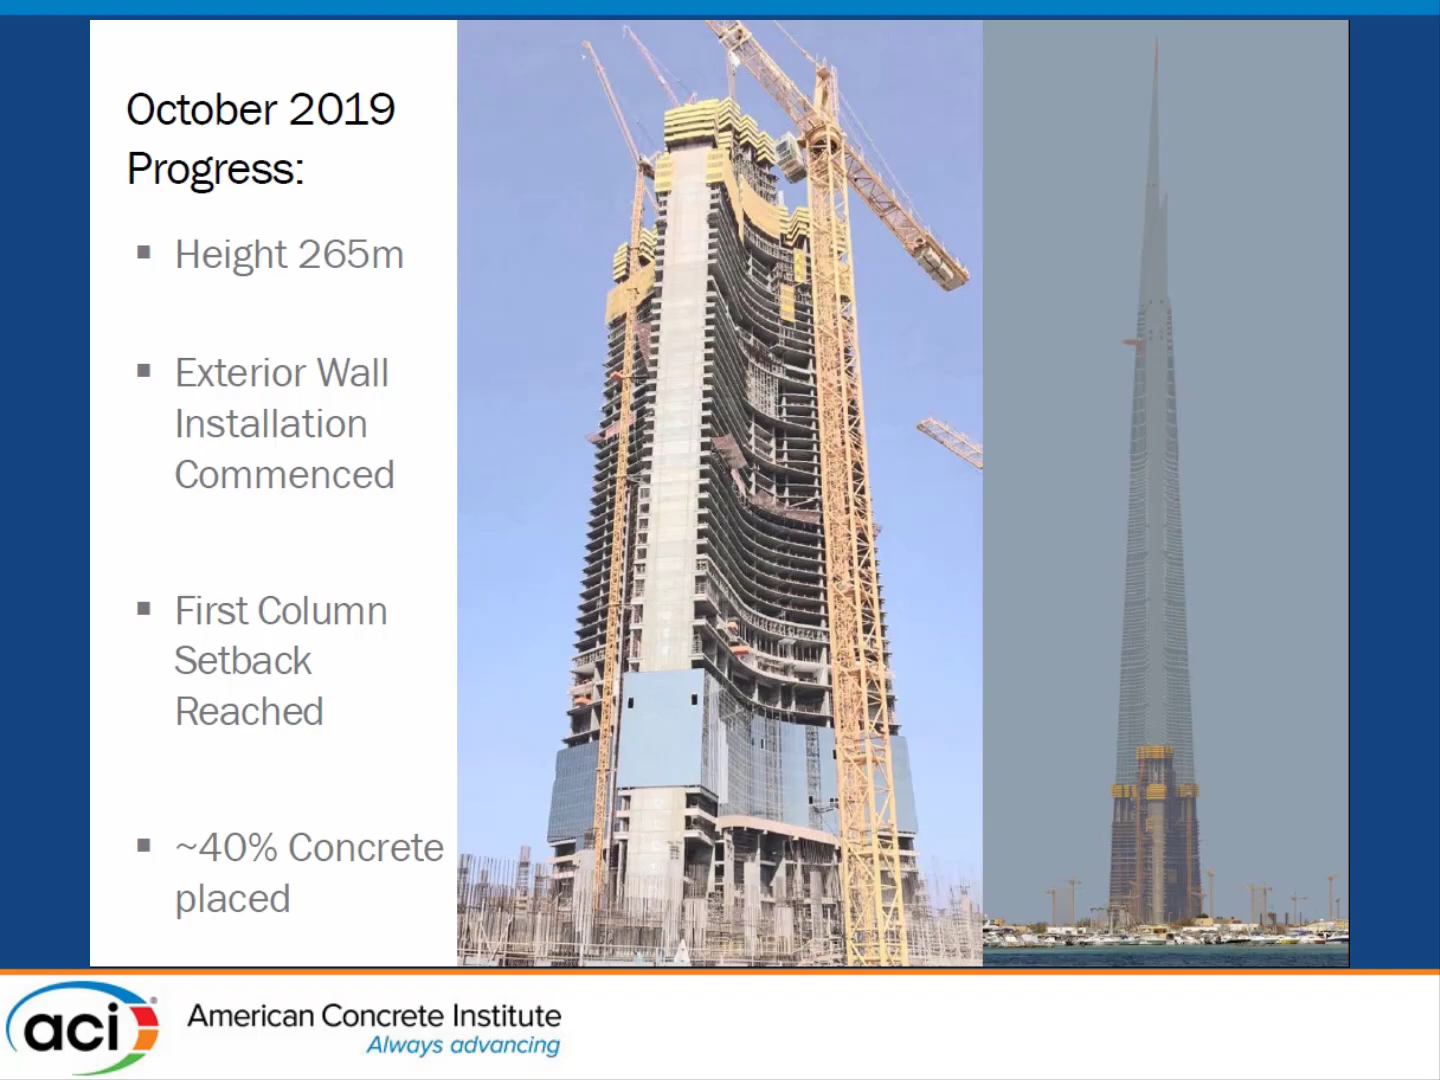 October 2019
Progress:
▪ Height 265m
▪ Exterior Wall
Installation
Commenced
▪ First Column
Setback
Reached
▪ ~40% Concrete
placed
aci®
American Concrete Institute
Always advancing